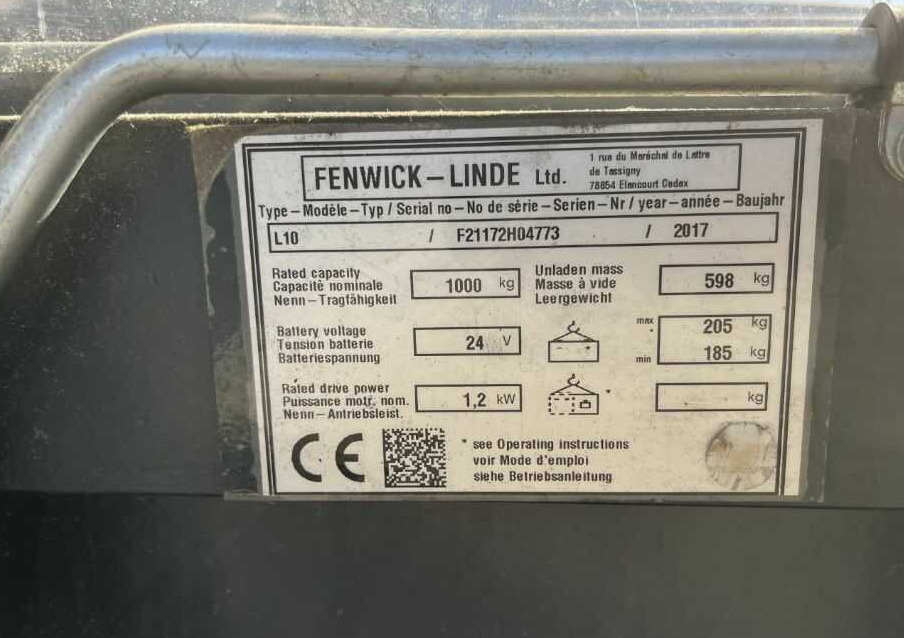 FENWICK – LINDE Ltd.
1 rue du Maréchal de Lattre
de Tassigny
78854 Elancourt Cedex
Type – Modèle – Typ / Serial no – No de série – Serien – Nr / year – année – Baujahr
L10 / F21172H04773 / 2017
Rated capacity
Capacité nominale
Nenn – Tragfähigkeit
1000 kg
Unladen mass
Masse à vide
Leergewicht
598 kg
Battery voltage
Tension batterie
Batteriespannung
24 V
max 205 kg
*
min 185 kg
Rated drive power
Puissance motr. nom.
Nenn – Antriebsleist.
1,2 kW
*
kg
CE
* see Operating instructions
voir Mode d'emploi
siehe Betriebsanleitung